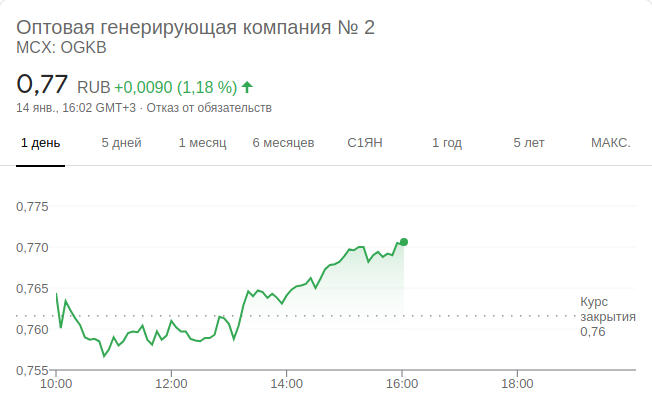 Оптовая генерирующая компания № 2
MCX: OGKB
0,77 RUB +0,0090 (1,18 %)
14 янв., 16:02 GMT+3 · Отказ от обязательств
1 день 5 дней 1 месяц 6 месяцев С1ЯН 1 год 5 лет МАКС.
0,775
0,770
0,765
0,760
0,755
Курс
закрытия
0,76
10:00 12:00 14:00 16:00 18:00